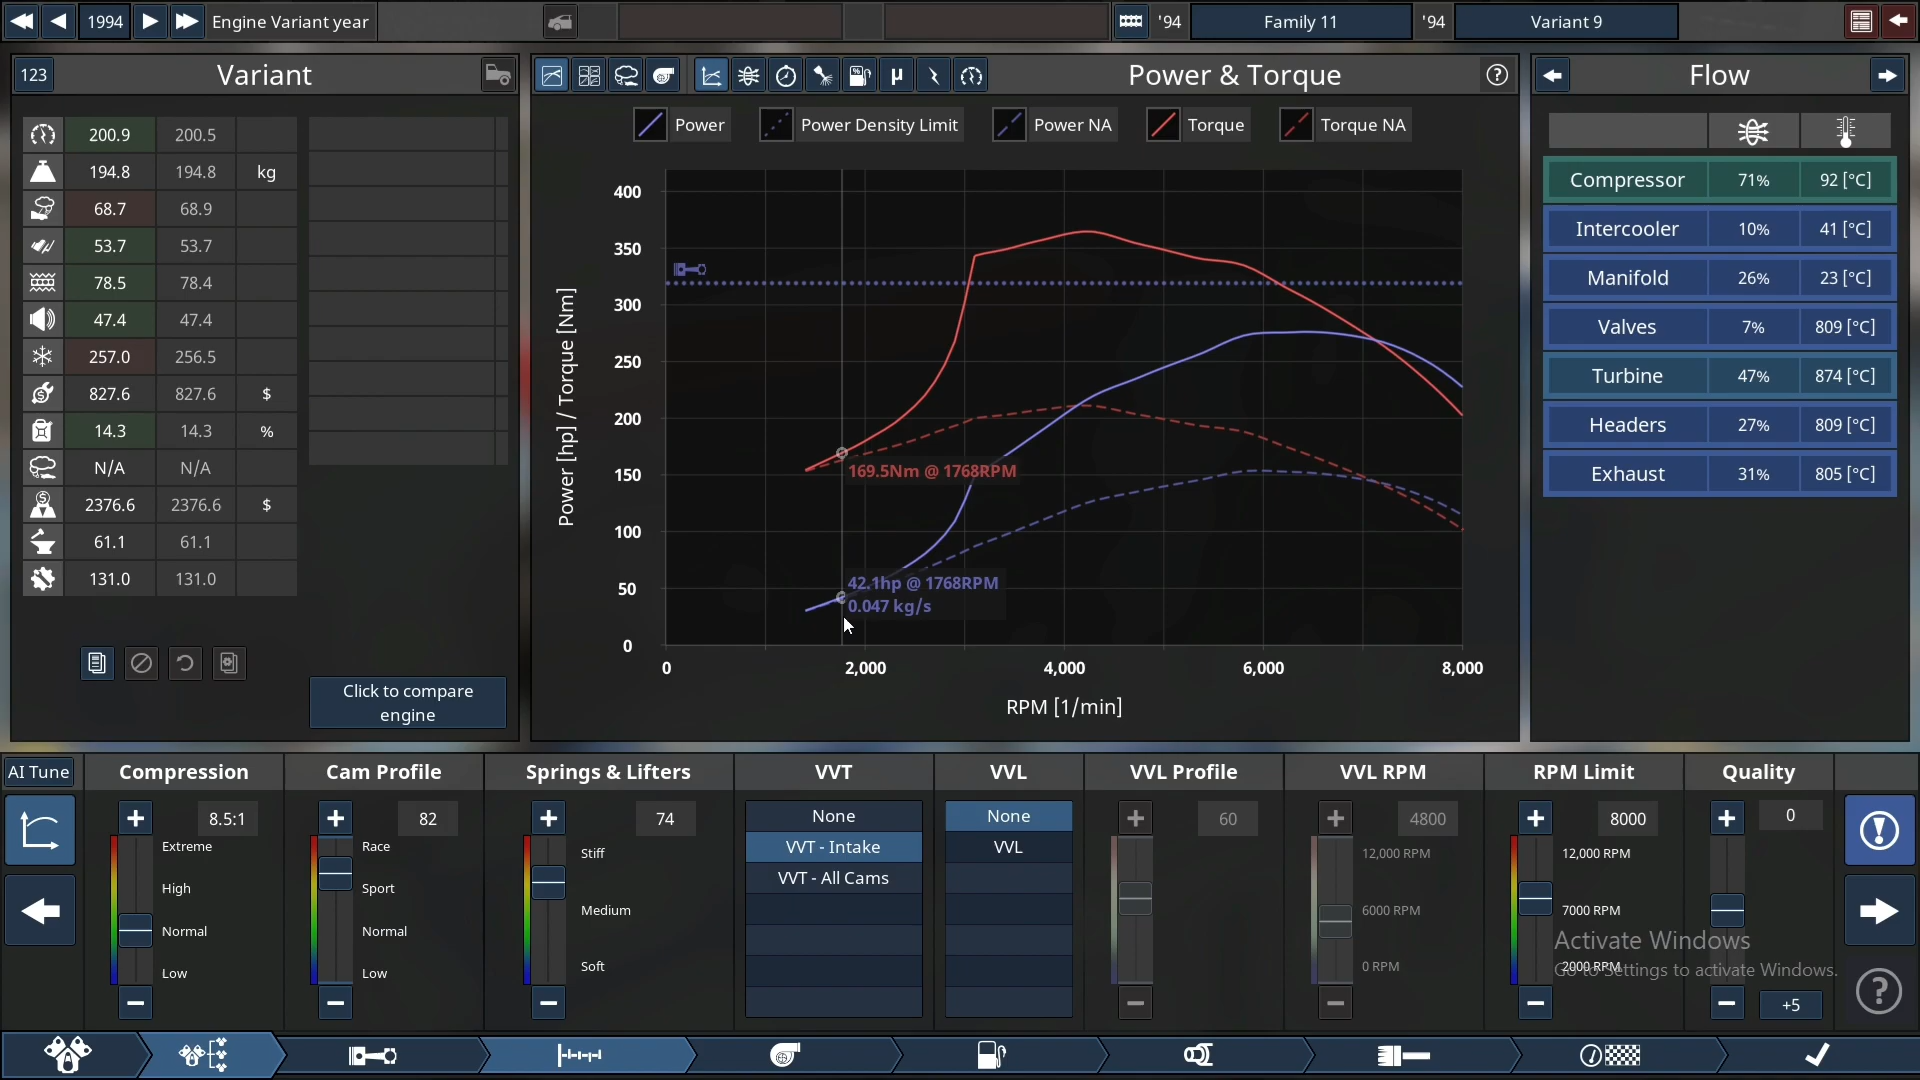 1994
Engine Variant year
'94
Family 11
'94
Variant 9
123
Variant
Power & Torque
?
Flow
200.9 200.5
194.8 194.8 kg
68.7 68.9
53.7 53.7
78.5 78.4
47.4 47.4
257.0 256.5
827.6 827.6 $
14.3 14.3 %
N/A N/A
2376.6 2376.6 $
61.1 61.1
131.0 131.0
Click to compare
engine
Power
Power Density Limit
Power NA
Torque
Torque NA
Power [hp] / Torque [Nm]
400
350
300
250
200
150
100
50
0
169.5Nm @ 1768RPM
42.1hp @ 1768RPM
0.047 kg/s
0 2,000 4,000 6,000 8,000
RPM [1/min]
Compressor 71% 92 [°C]
Intercooler 10% 41 [°C]
Manifold 26% 23 [°C]
Valves 7% 809 [°C]
Turbine 47% 874 [°C]
Headers 27% 809 [°C]
Exhaust 31% 805 [°C]
AI Tune
Compression
+ 8.5:1
Extreme
High
Normal
Low
Cam Profile
+ 82
Race
Sport
Normal
Low
Springs & Lifters
+ 74
Stiff
Medium
Soft
VVT
None
VVT - Intake
VVT - All Cams
VVL
None
VVL
VVL Profile
+ 60
VVL RPM
+ 4800
12,000 RPM
6000 RPM
0 RPM
RPM Limit
+ 8000
12,000 RPM
7000 RPM
2000 RPM
Quality
+ 0
+5
?
Activate Windows
Go to Settings to activate Windows.